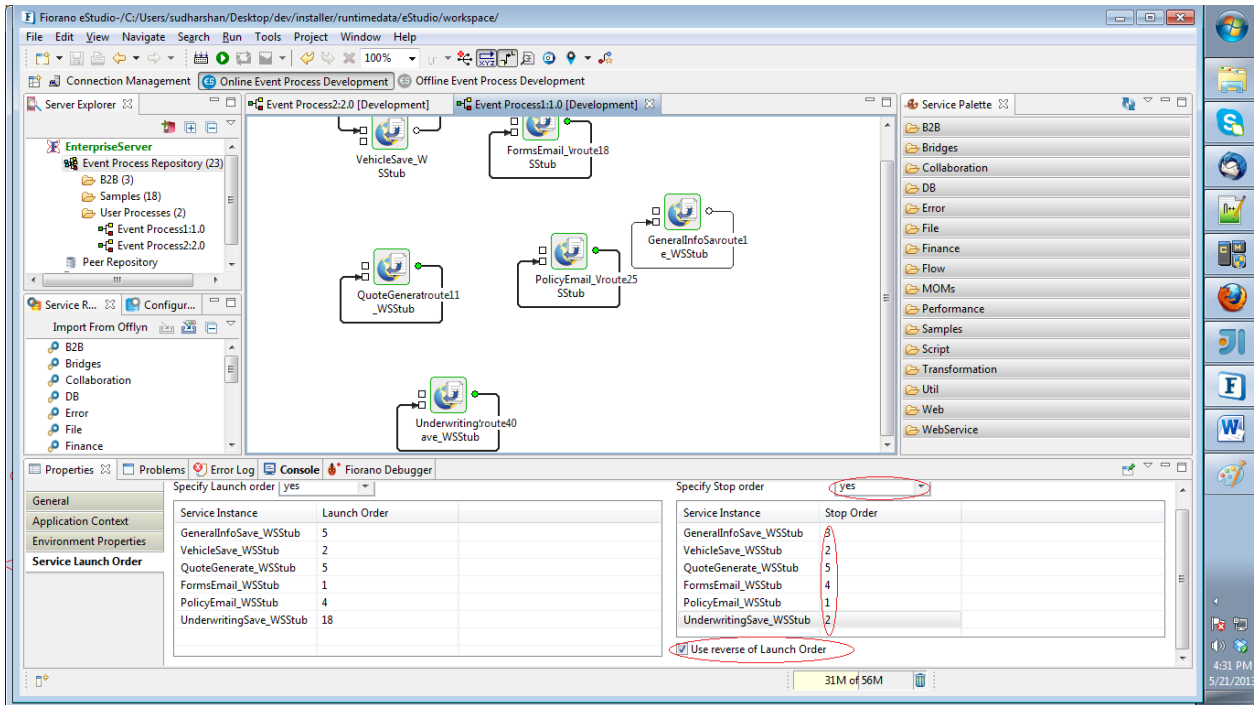 Fiorano eStudio-/C:/Users/sudharshan/Desktop/dev/installer/runtimedata/eStudio/workspace/
File Edit View Navigate Search Run Tools Project Window Help
100%
Connection Management Online Event Process Development Offline Event Process Development
Server Explorer
EnterpriseServer
Event Process Repository (23)
B2B (3)
Samples (18)
User Processes (2)
Event Process1:1.0
Event Process2:2.0
Peer Repository
Service R... Configur...
Import From Offlyn
B2B
Bridges
Collaboration
DB
Error
File
Finance
Event Process2:2.0 [Development] Event Process1:1.0 [Development]
VehicleSave_W
SStub
FormsEmail_Vroute18
SStub
GeneralInfoSavroute1
e_WSStub
PolicyEmail_Vroute25
SStub
QuoteGeneratroute11
_WSStub
Underwriting'route40
ave_WSStub
Service Palette
B2B
Bridges
Collaboration
DB
Error
File
Finance
Flow
MOMs
Performance
Samples
Script
Transformation
Util
Web
WebService
Properties Problems Error Log Console Fiorano Debugger
General
Application Context
Environment Properties
Service Launch Order
Specify Launch order yes
Service Instance Launch Order
GeneralInfoSave_WSStub 5
VehicleSave_WSStub 2
QuoteGenerate_WSStub 5
FormsEmail_WSStub 1
PolicyEmail_WSStub 4
UnderwritingSave_WSStub 18
Specify Stop order yes
Service Instance Stop Order
GeneralInfoSave_WSStub
VehicleSave_WSStub 2
QuoteGenerate_WSStub 5
FormsEmail_WSStub 4
PolicyEmail_WSStub 1
UnderwritingSave_WSStub 2
Use reverse of Launch Order
31M of 56M
4:31 PM
5/21/2013